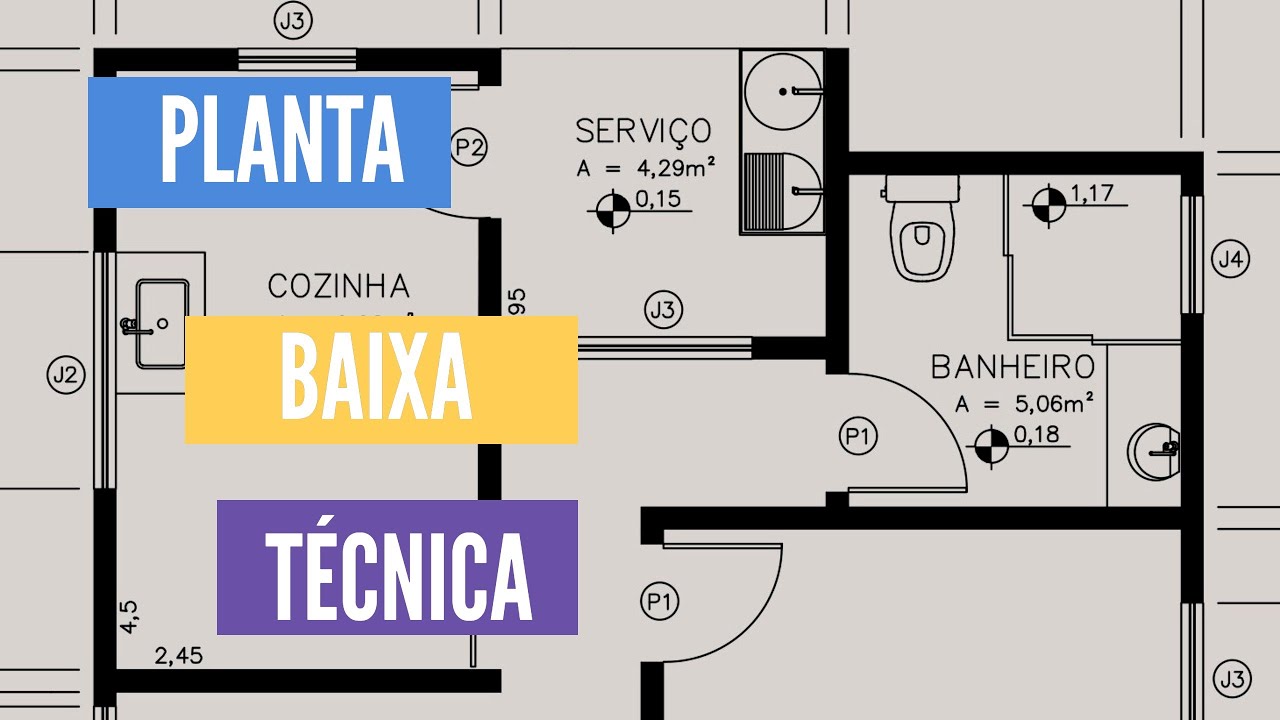 J3
PLANTA
P2
SERVIÇO
A = 4,29m²
0,15
1,17
J4
COZINHA
95
J3
J2
BAIXA
BANHEIRO
A = 5,06m²
0,18
P1
TÉCNICA
P1
4,5
2,45
J3